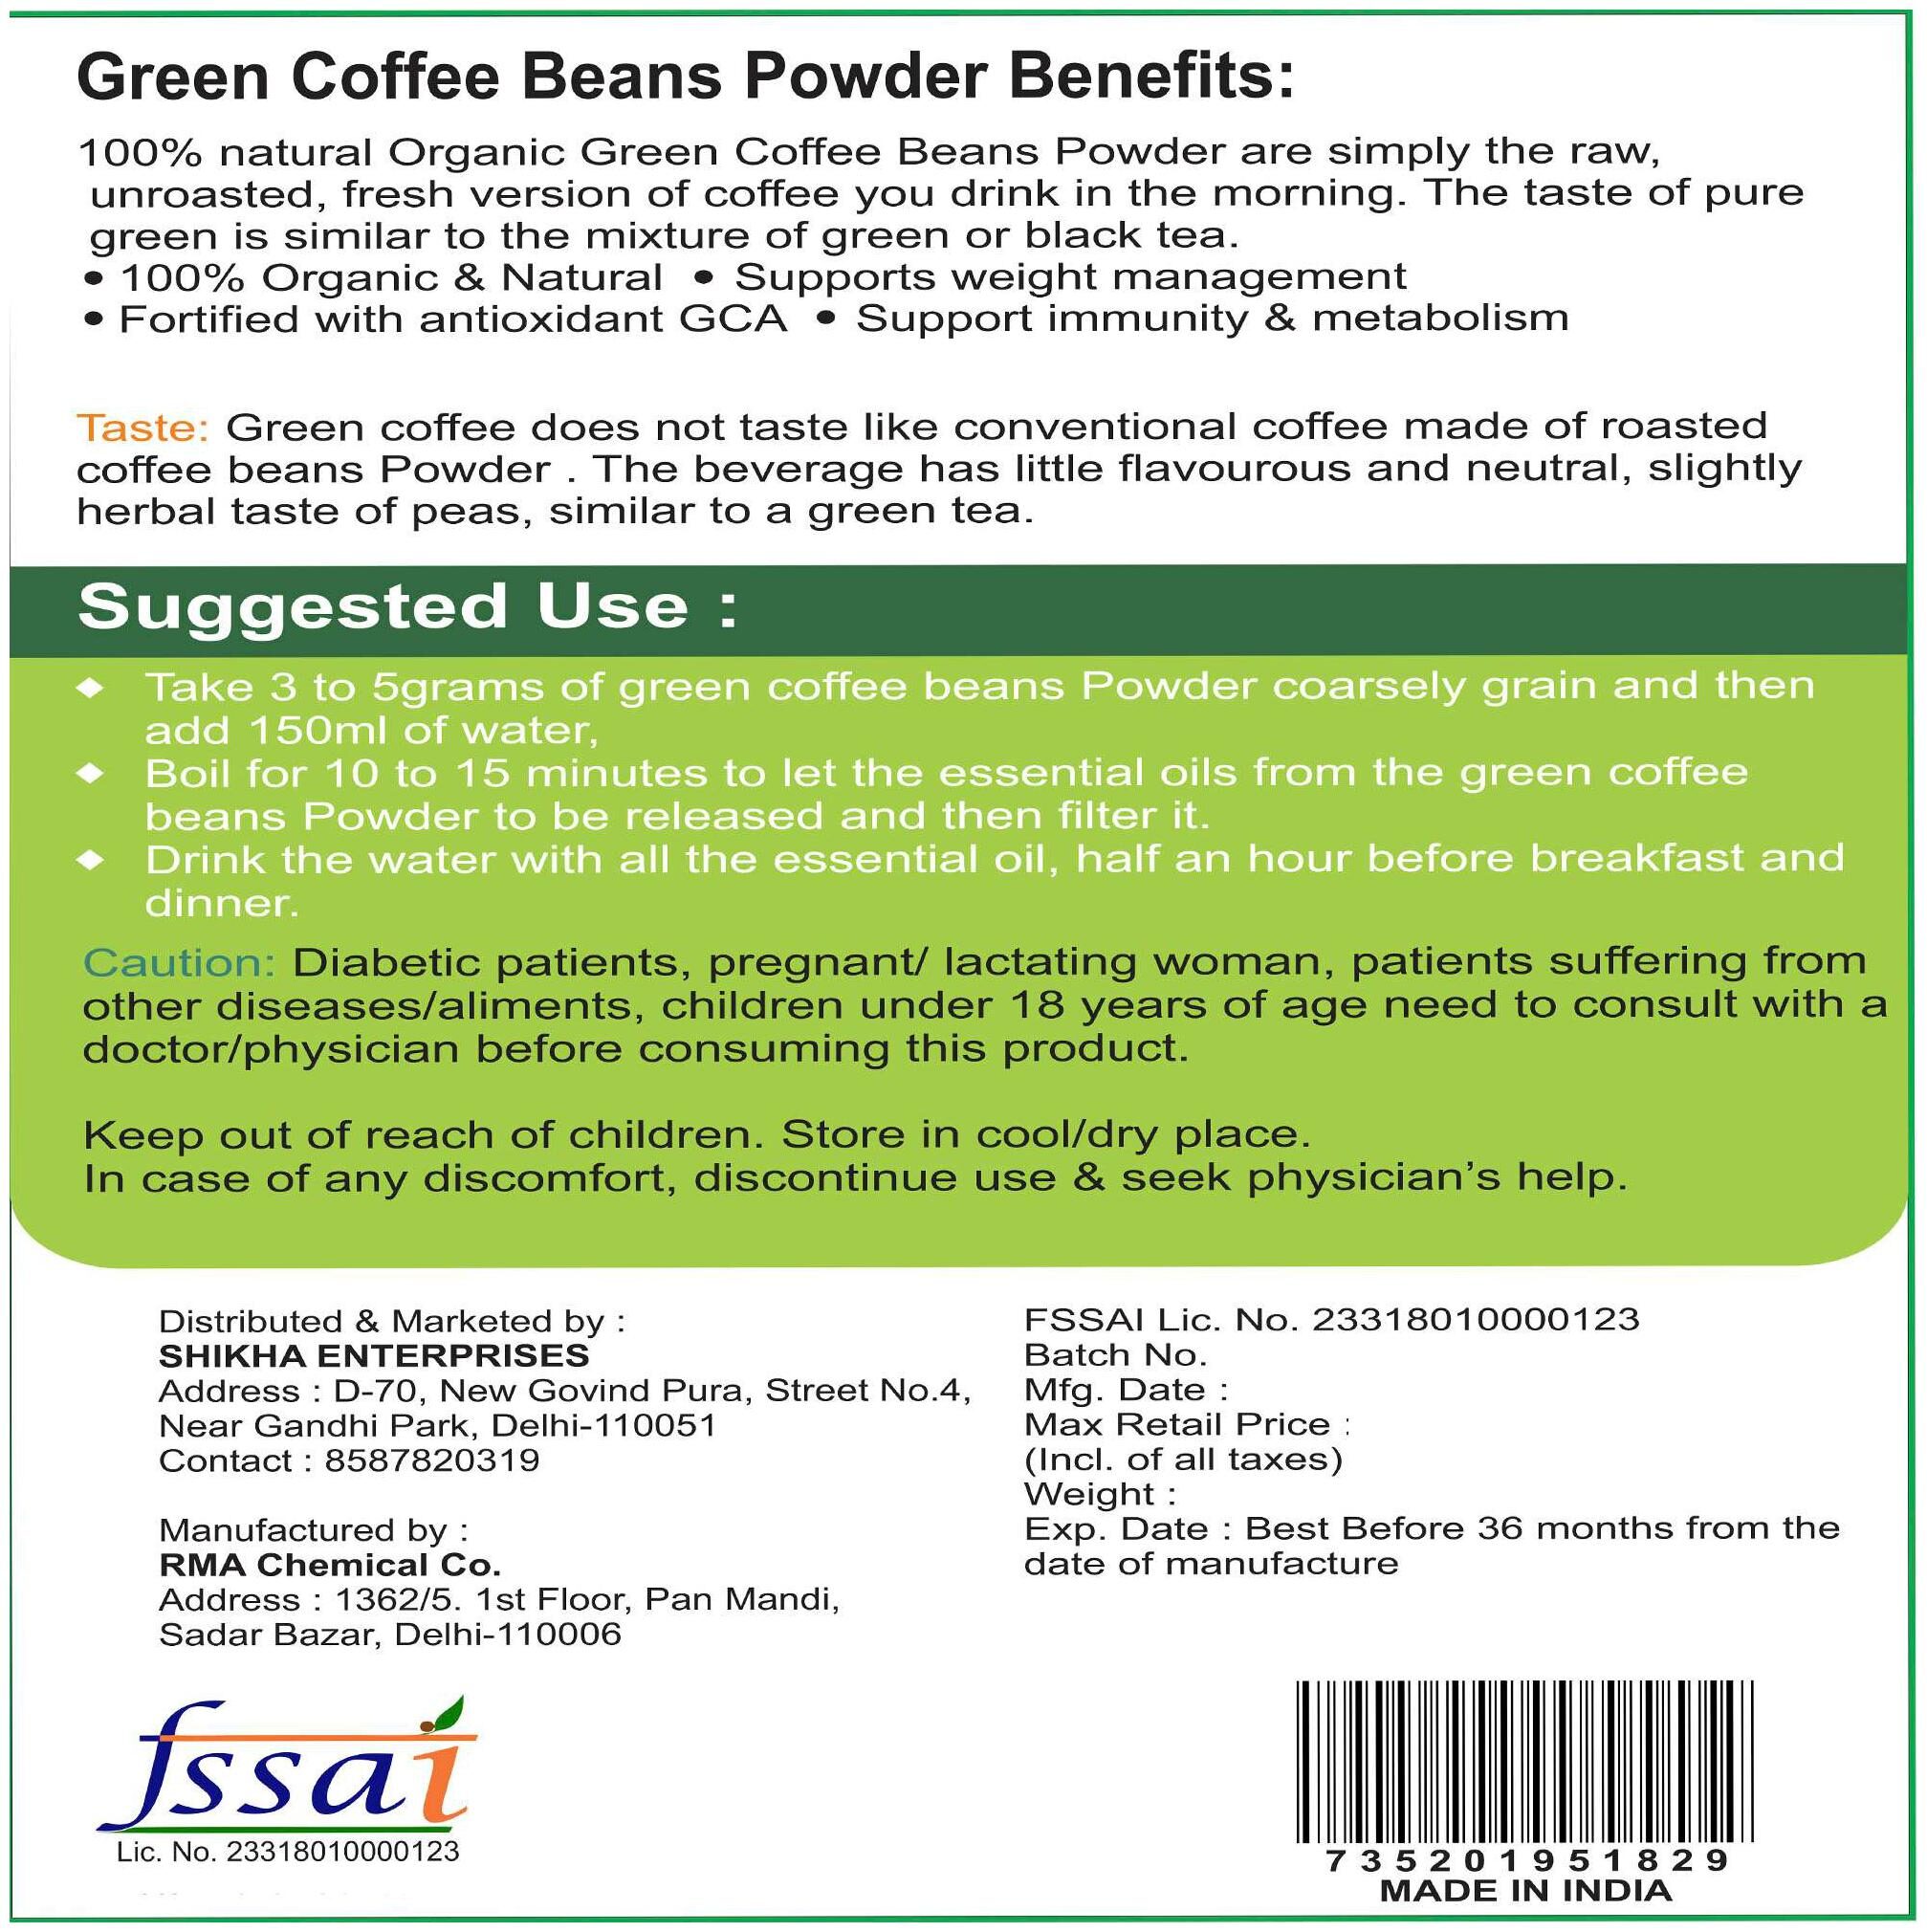 Green Coffee Beans Powder Benefits:
100% natural Organic Green Coffee Beans Powder are simply the raw,
unroasted, fresh version of coffee you drink in the morning. The taste of pure
green is similar to the mixture of green or black tea.
• 100% Organic & Natural • Supports weight management
• Fortified with antioxidant GCA • Support immunity & metabolism
Taste: Green coffee does not taste like conventional coffee made of roasted
coffee beans Powder . The beverage has little flavourous and neutral, slightly
herbal taste of peas, similar to a green tea.
Suggested Use :
◆ Take 3 to 5grams of green coffee beans Powder coarsely grain and then
add 150ml of water,
◆ Boil for 10 to 15 minutes to let the essential oils from the green coffee
beans Powder to be released and then filter it.
◆ Drink the water with all the essential oil, half an hour before breakfast and
dinner.
Caution: Diabetic patients, pregnant/ lactating woman, patients suffering from
other diseases/aliments, children under 18 years of age need to consult with a
doctor/physician before consuming this product.
Keep out of reach of children. Store in cool/dry place.
In case of any discomfort, discontinue use & seek physician's help.
Distributed & Marketed by :
SHIKHA ENTERPRISES
Address : D-70, New Govind Pura, Street No.4,
Near Gandhi Park, Delhi-110051
Contact : 8587820319
Manufactured by :
RMA Chemical Co.
Address : 1362/5. 1st Floor, Pan Mandi,
Sadar Bazar, Delhi-110006
FSSAI Lic. No. 23318010000123
Batch No.
Mfg. Date :
Max Retail Price :
(Incl. of all taxes)
Weight :
Exp. Date : Best Before 36 months from the
date of manufacture
fssai
Lic. No. 23318010000123
735201951829
MADE IN INDIA